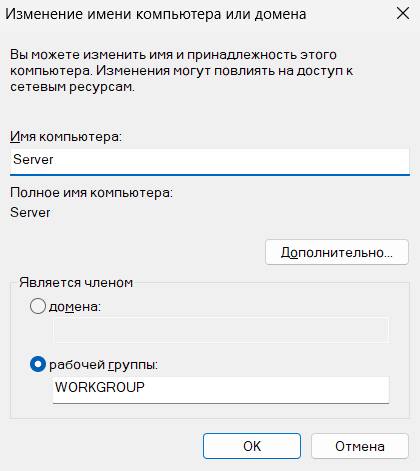 Изменение имени компьютера или домена
Вы можете изменить имя и принадлежность этого
компьютера. Изменения могут повлиять на доступ к
сетевым ресурсам.
Имя компьютера:
Server
Полное имя компьютера:
Server
Дополнительно...
Является членом
домена:
рабочей группы:
WORKGROUP
OK
Отмена